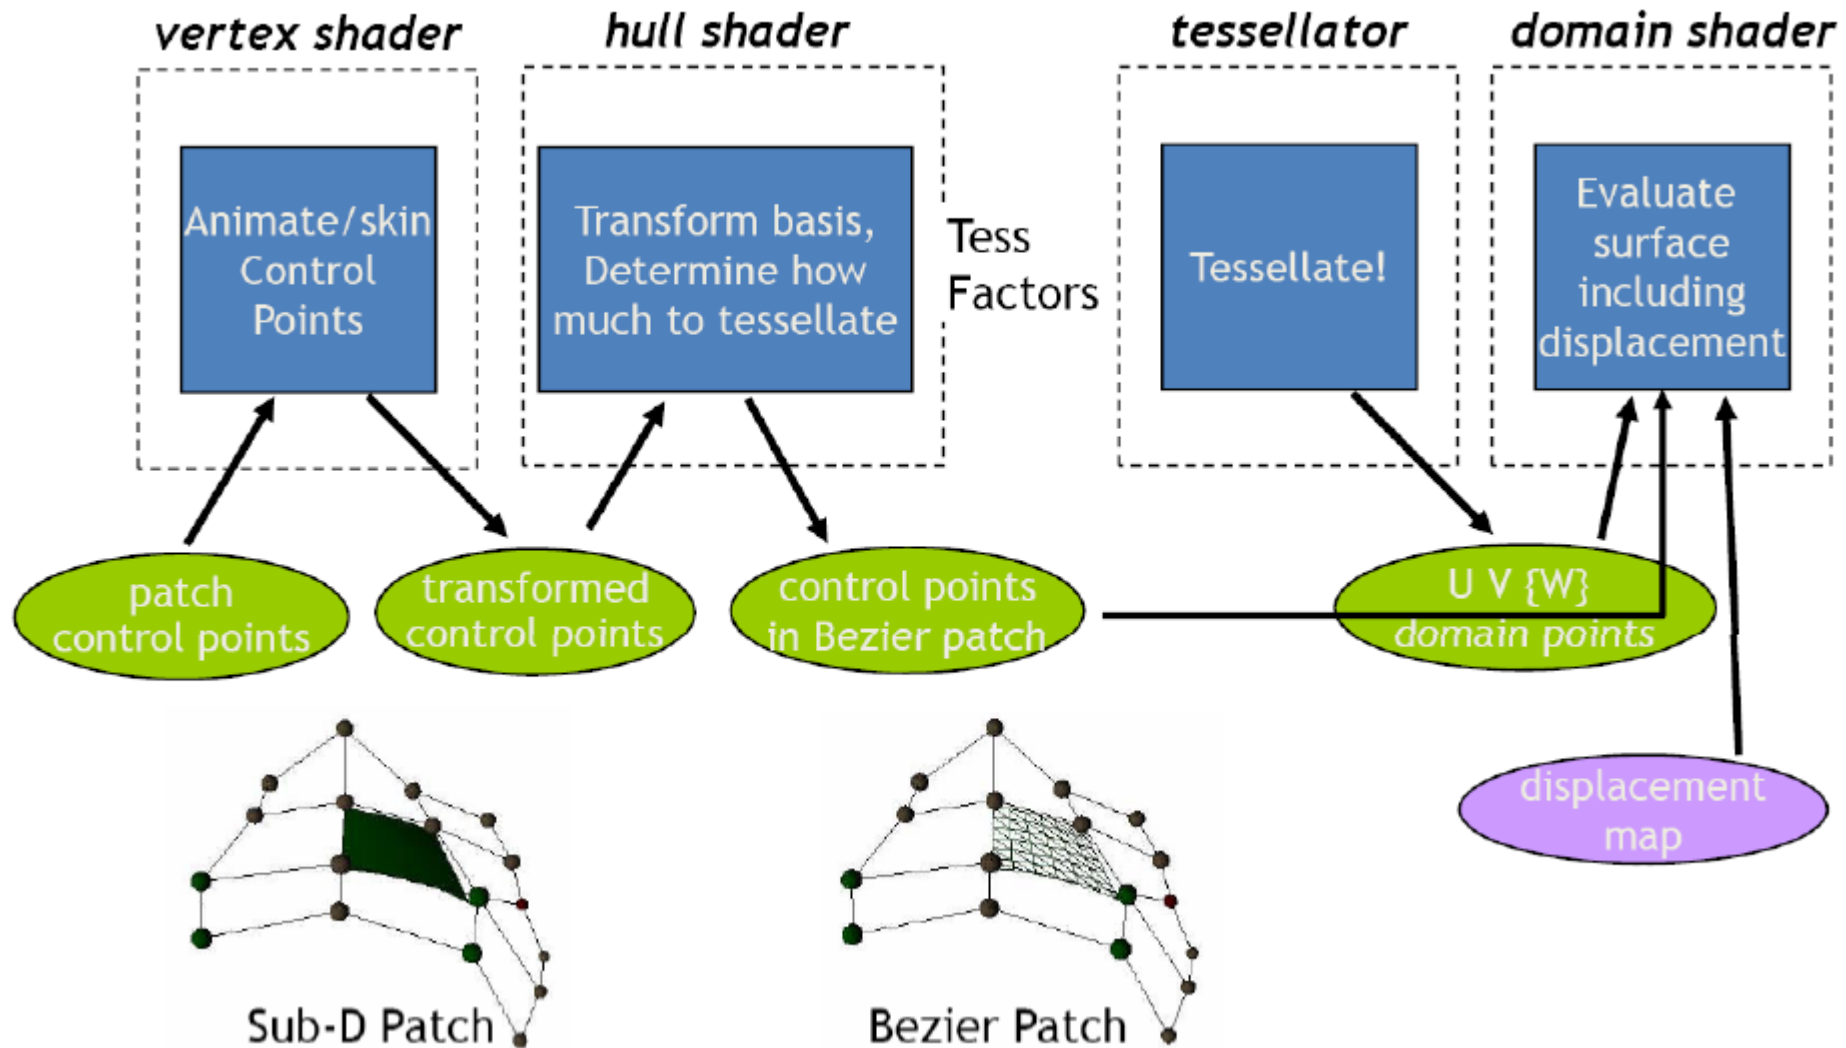 vertex shader
hull shader
tessellator
domain shader
Animate/skin
Control
Points
Transform basis,
Determine how
much to tessellate
Tess
Factors
Tessellate!
Evaluate
surface
including
displacement
patch
control points
transformed
control points
control points
in Bezier patch
U V {W}
domain points
displacement
map
Sub-D Patch
Bezier Patch